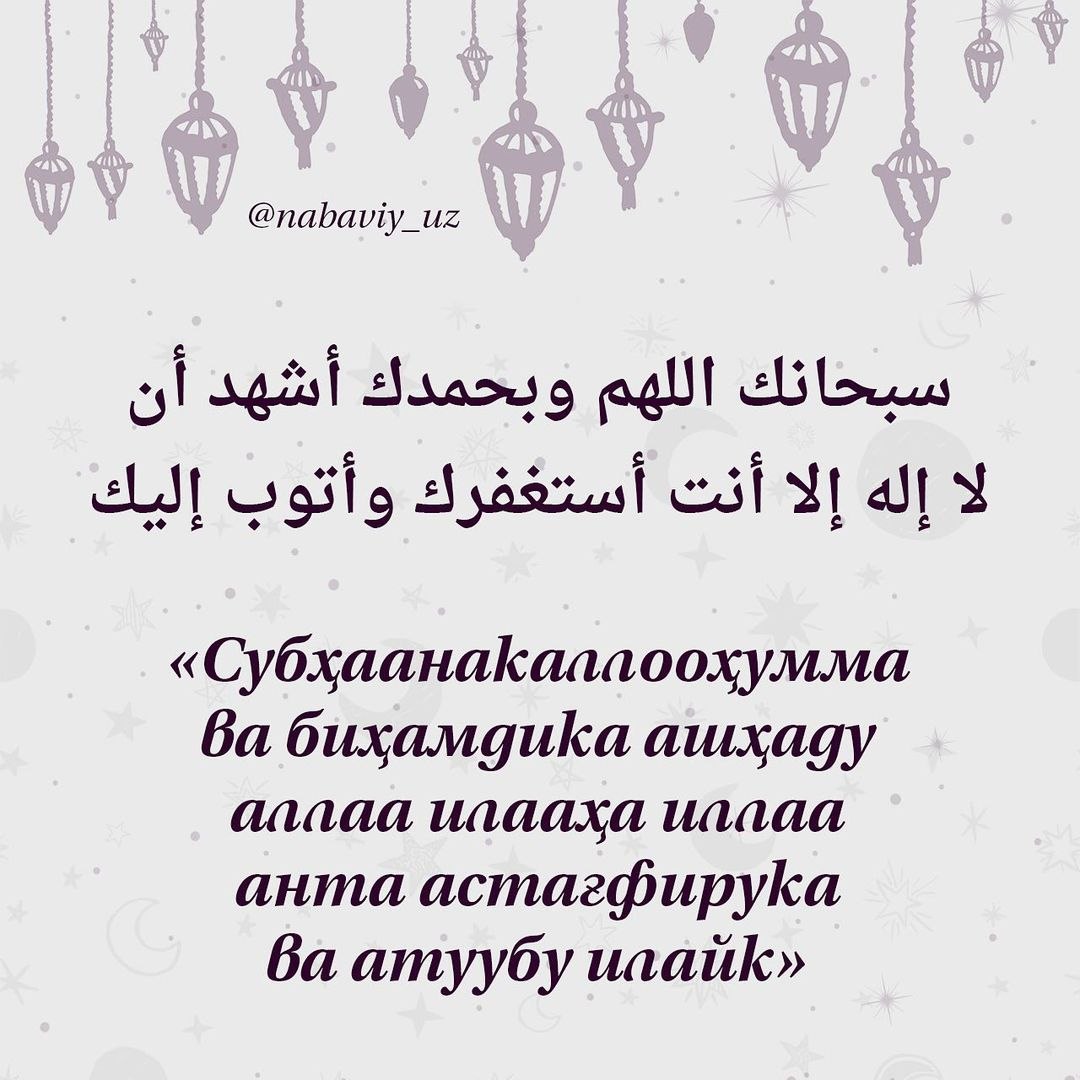 @nabaviy_uz
سبحانك اللهم وبحمدك أشهد أن
لا إله إلا أنت أستغفرك وأتوب إليك
«Субҳаанакаллооҳумма
ва биҳамдика ашҳаду
аллаа илааҳа иллаа
анта астағфирука
ва атуубу илайк»